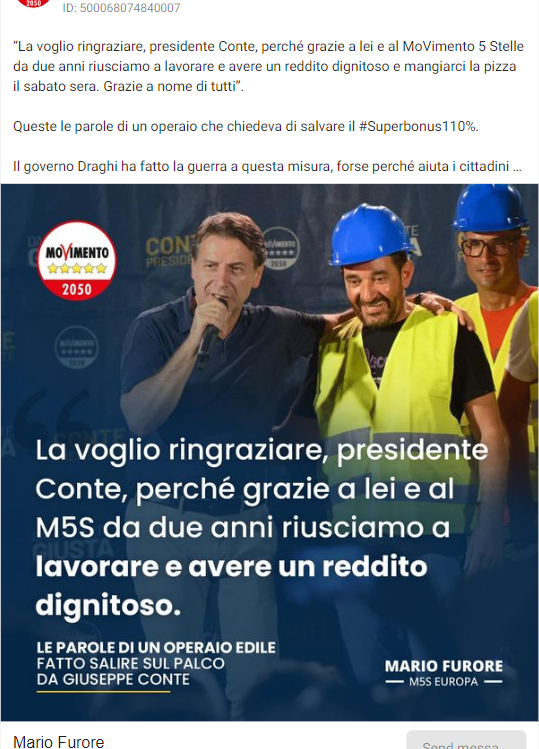 2050
ID: 500068074840007
“La voglio ringraziare, presidente Conte, perché grazie a lei e al MoVimento 5 Stelle
da due anni riusciamo a lavorare e avere un reddito dignitoso e mangiarci la pizza
il sabato sera. Grazie a nome di tutti”.
Queste le parole di un operaio che chiedeva di salvare il #Superbonus110%.
Il governo Draghi ha fatto la guerra a questa misura, forse perché aiuta i cittadini ...
MOVIMENTO
2050
CONTE
PRESIDE
MOVIMENTO
2050
La voglio ringraziare, presidente
Conte, perché grazie a lei e al
M5S da due anni riusciamo a
lavorare e avere un reddito
dignitoso.
LE PAROLE DI UN OPERAIO EDILE
FATTO SALIRE SUL PALCO
DA GIUSEPPE CONTE
MARIO FURORE
M5S EUROPA
Mario Furore
Send messa